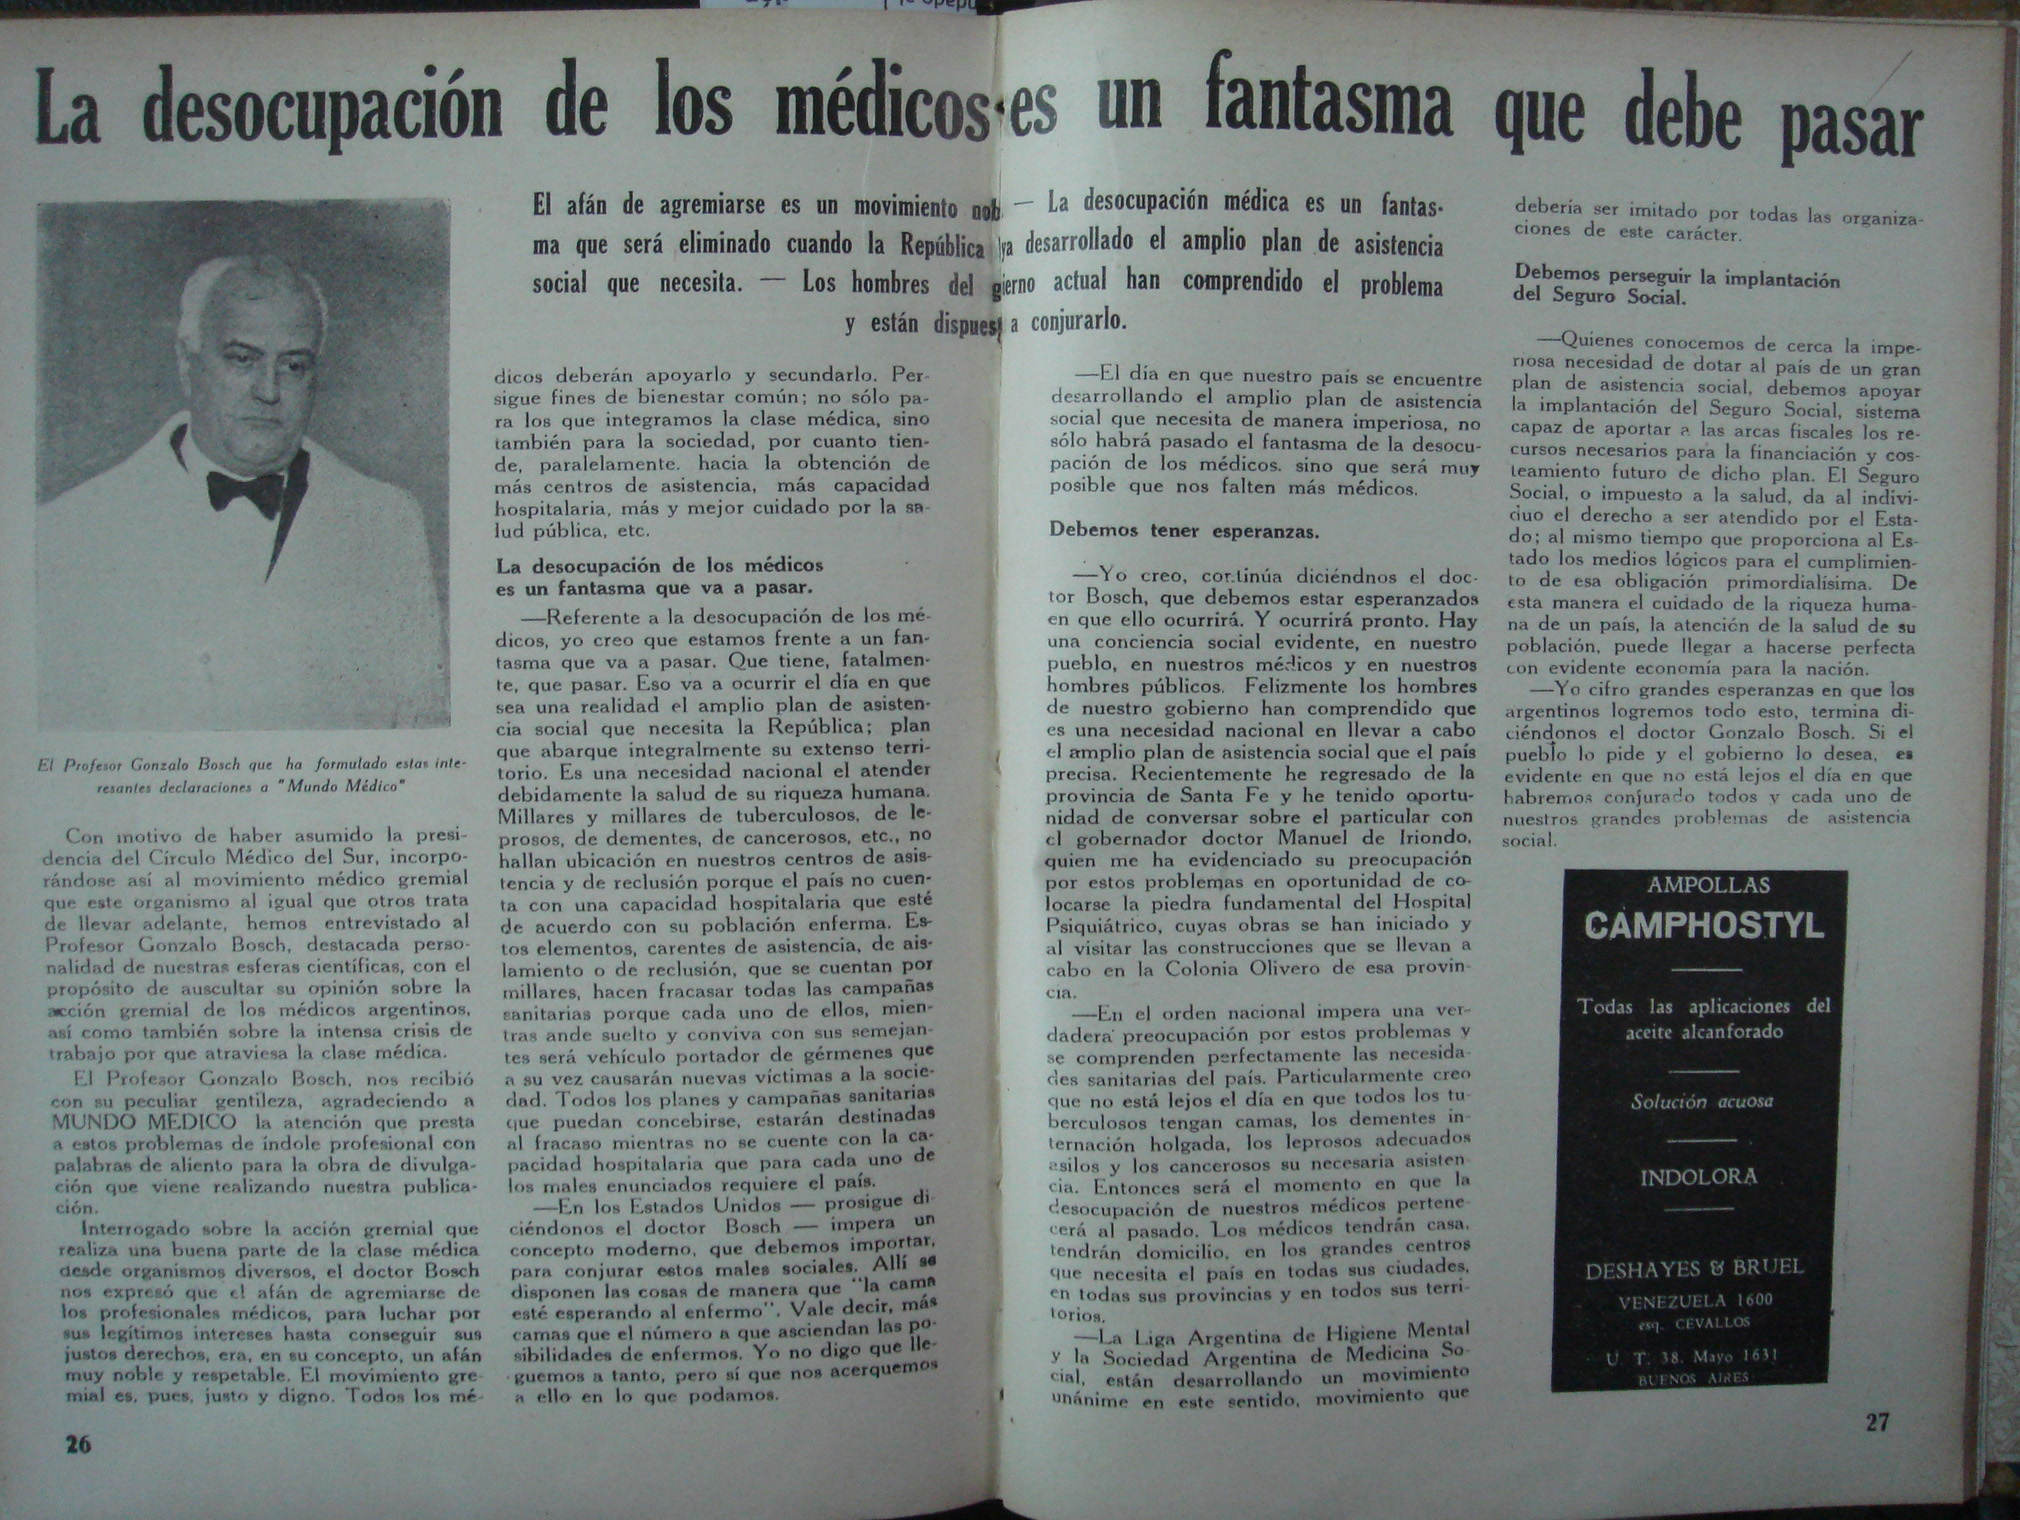 La desocupación de los médicos es un fantasma que debe pasar
El afán de agremiarse es un movimiento — La desocupación médica es un fantas-
ma que será eliminado cuando la República desarrollado el amplio plan de asistencia
social que necesita. — Los hombres del actual han comprendido el problema
y están a conjurarlo.
El Profesor Gonzalo Bosch que ha formulado estas inte-
resantes declaraciones a "Mundo Médico"
Con motivo de haber asumido la presi-
dencia del Círculo Médico del Sur, incorpo-
rándose así al movimiento médico gremial
que este organismo al igual que otros trata
de llevar adelante, hemos entrevistado al
Profesor Gonzalo Bosch, destacada perso-
nalidad de nuestras esferas científicas, con el
propósito de auscultar su opinión sobre la
acción gremial de los médicos argentinos,
así como también sobre la intensa crisis de
trabajo por que atraviesa la clase médica.
El Profesor Gonzalo Bosch, nos recibió
con su peculiar gentileza, agradeciendo a
MUNDO MEDICO la atención que presta
a estos problemas de índole profesional con
palabras de aliento para la obra de divulga-
ción que viene realizando nuestra publica-
ción.
Interrogado sobre la acción gremial que
realiza una buena parte de la clase médica
desde organismos diversos, el doctor Bosch
nos expresó que el afán de agremiarse de
los profesionales médicos, para luchar por
sus legítimos intereses hasta conseguir sus
justos derechos, era, en su concepto, un afán
muy noble y respetable. El movimiento gre-
mial es, pues, justo y digno. Todos los mé-
26
dicos deberán apoyarlo y secundarlo. Per-
sigue fines de bienestar común; no sólo pa-
ra los que integramos la clase médica, sino
también para la sociedad, por cuanto tien-
de, paralelamente. hacia la obtención de
más centros de asistencia, más capacidad
hospitalaria, más y mejor cuidado por la sa-
lud pública, etc.
La desocupación de los médicos
es un fantasma que va a pasar.
—Referente a la desocupación de los mé-
dicos, yo creo que estamos frente a un fan-
tasma que va a pasar. Que tiene, fatalmen-
te, que pasar. Eso va a ocurrir el día en que
sea una realidad el amplio plan de asisten-
cia social que necesita la República; plan
que abarque integralmente su extenso terri-
torio. Es una necesidad nacional el atender
debidamente la salud de su riqueza humana.
Millares y millares de tuberculosos, de le-
prosos, de dementes, de cancerosos, etc., no
hallan ubicación en nuestros centros de asis-
tencia y de reclusión porque el país no cuen-
ta con una capacidad hospitalaria que esté
de acuerdo con su población enferma. Es-
tos elementos, carentes de asistencia, de ais-
lamiento o de reclusión, que se cuentan por
millares, hacen fracasar todas las campañas
sanitarias porque cada uno de ellos, mien-
tras ande suelto y conviva con sus semejan-
tes será vehículo portador de gérmenes que
a su vez causarán nuevas víctimas a la socie-
dad. Todos los planes y campañas sanitarias
que puedan concebirse, estarán destinadas
al fracaso mientras no se cuente con la ca-
pacidad hospitalaria que para cada uno de
los males enunciados requiere el país.
—En los Estados Unidos — prosigue di-
ciéndonos el doctor Bosch — impera un
concepto moderno, que debemos importar,
para conjurar estos males sociales. Allí se
disponen las cosas de manera que "la cama
esté esperando al enfermo". Vale decir, más
camas que el número a que asciendan las po-
sibilidades de enfermos. Yo no digo que lle-
guemos a tanto, pero sí que nos acerquemos
a ello en lo que podamos.
—El día en que nuestro país se encuentre
desarrollando el amplio plan de asistencia
social que necesita de manera imperiosa, no
sólo habrá pasado el fantasma de la desocu-
pación de los médicos. sino que será muy
posible que nos falten más médicos.
Debemos tener esperanzas.
—Yo creo, continúa diciéndnos el doc-
tor Bosch, que debemos estar esperanzados
en que ello ocurrirá. Y ocurrirá pronto. Hay
una conciencia social evidente, en nuestro
pueblo, en nuestros médicos y en nuestros
hombres públicos. Felizmente los hombres
de nuestro gobierno han comprendido que
es una necesidad nacional en llevar a cabo
el amplio plan de asistencia social que el país
precisa. Recientemente he regresado de la
provincia de Santa Fe y he tenido oportu-
nidad de conversar sobre el particular con
el gobernador doctor Manuel de Iriondo,
quien me ha evidenciado su preocupación
por estos problemas en oportunidad de co-
locarse la piedra fundamental del Hospital
Psiquiátrico, cuyas obras se han iniciado y
al visitar las construcciones que se llevan a
cabo en la Colonia Olivero de esa provin-
cia.
—En el orden nacional impera una ver-
dadera preocupación por estos problemas y
se comprenden perfectamente las necesida-
des sanitarias del país. Particularmente creo
que no está lejos el día en que todos los tu-
berculosos tengan camas, los dementes in-
ternación holgada, los leprosos adecuados
asilos y los cancerosos su necesaria asisten-
cia. Entonces será el momento en que la
desocupación de nuestros médicos pertene-
cerá al pasado. Los médicos tendrán casa,
tendrán domicilio, en los grandes centros
que necesita el país en todas sus ciudades,
en todas sus provincias y en todos sus terri-
torios.
—La Liga Argentina de Higiene Mental
y la Sociedad Argentina de Medicina So-
cial, están desarrollando un movimiento
unánime en este sentido, movimiento que
debería ser imitado por todas las organiza-
ciones de este carácter.
Debemos perseguir la implantación
del Seguro Social.
—Quienes conocemos de cerca la impe-
riosa necesidad de dotar al país de un gran
plan de asistencia social, debemos apoyar
la implantación del Seguro Social, sistema
capaz de aportar a las arcas fiscales los re-
cursos necesarios para la financiación y cos-
teamiento futuro de dicho plan. El Seguro
Social, o impuesto a la salud, da al indivi-
duo el derecho a ser atendido por el Esta-
do; al mismo tiempo que proporciona al Es-
tado los medios lógicos para el cumplimien-
to de esa obligación primordialísima. De
esta manera el cuidado de la riqueza huma-
na de un país, la atención de la salud de su
población, puede llegar a hacerse perfecta
con evidente economía para la nación.
—Yo cifro grandes esperanzas en que los
argentinos logremos todo esto, termina di-
ciéndonos el doctor Gonzalo Bosch. Si el
pueblo lo pide y el gobierno lo desea, es
evidente en que no está lejos el día en que
habremos conjurado todos y cada uno de
nuestros grandes problemas de asistencia
social.
AMPOLLAS
CAMPHOSTYL
Todas las aplicaciones del
aceite alcanforado
Solución acuosa
INDOLORA
DESHAYES & BRUEL
VENEZUELA 1600
esq. CEVALLOS
U. T. 38, Mayo 1631
BUENOS AIRES
27